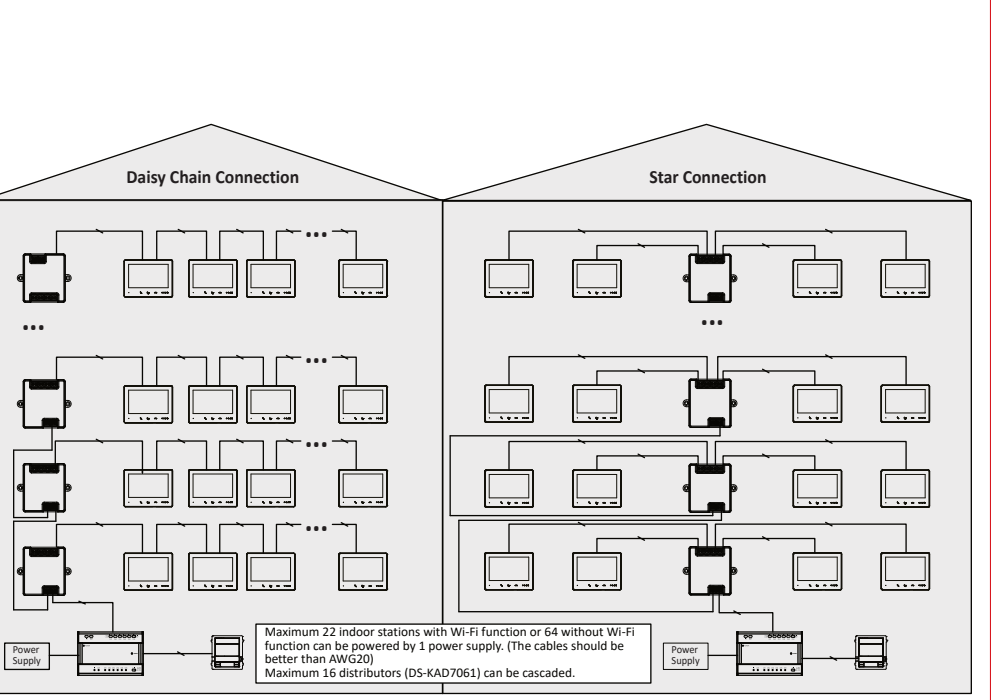 Daisy Chain Connection
Star Connection
Power
Supply
Maximum 22 indoor stations with Wi-Fi function or 64 without Wi-Fi
function can be powered by 1 power supply. (The cables should be
better than AWG20)
Maximum 16 distributors (DS-KAD7061) can be cascaded.
Power
Supply